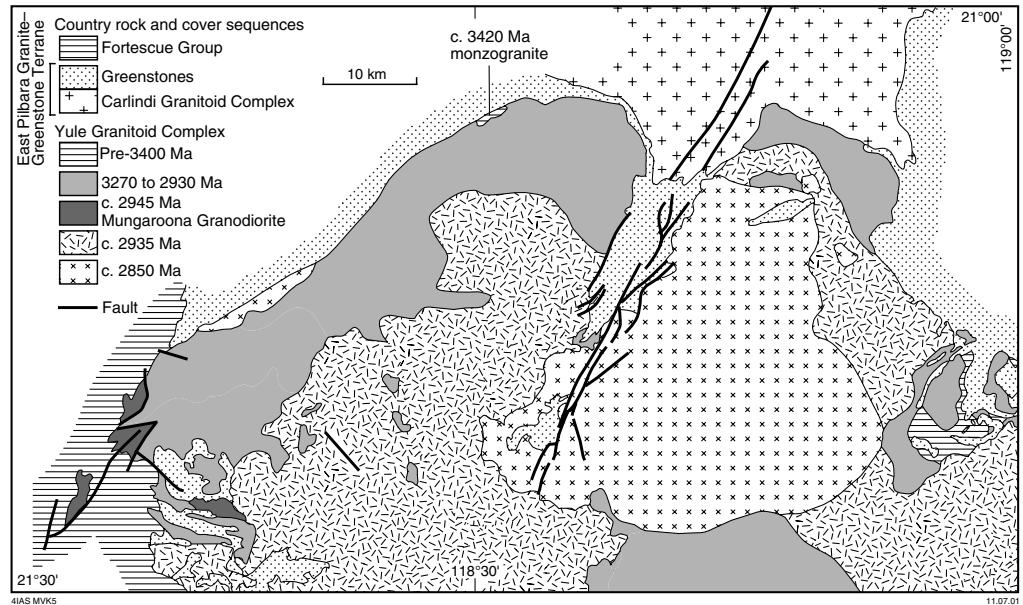 Country rock and cover sequences
Fortescue Group
Greenstones
Carlindi Granitoid Complex
East Pilbara Granite–
Greenstone Terrane
Yule Granitoid Complex
Pre-3400 Ma
3270 to 2930 Ma
c. 2945 Ma
Mungaroona Granodiorite
c. 2935 Ma
c. 2850 Ma
Fault
10 km
c. 3420 Ma
monzogranite
21°00'
119°00'
21°30'
118°30'
4IAS MVK5
11.07.01